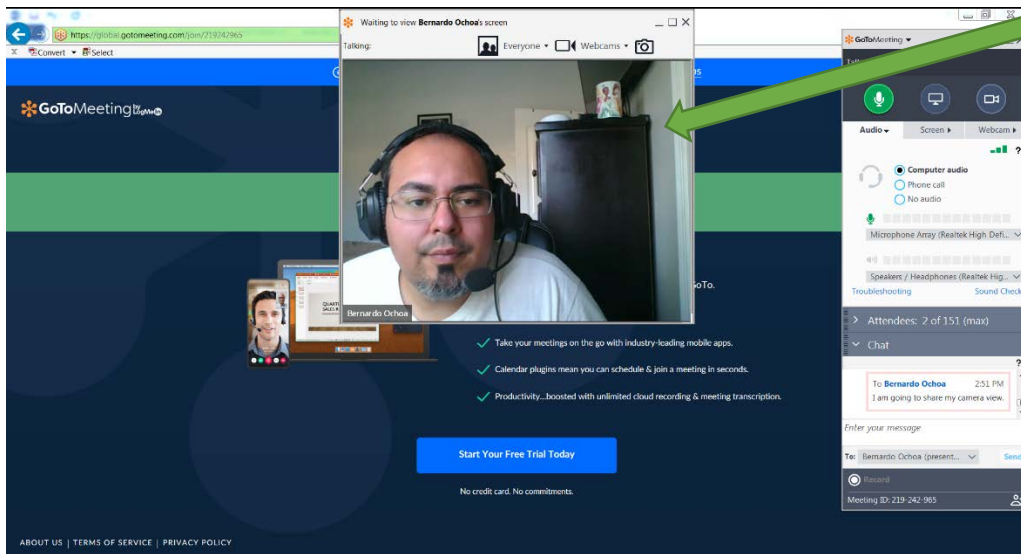 https://global.gotomeeting.com/join/219242965
X Convert Select
GoToMeeting by LogMeIn
Waiting to view Bernardo Ochoa's screen
Talking:
Everyone Webcams
Bernardo Ochoa
GoTo.
Take your meetings on the go with industry-leading mobile apps.
Calendar plugins mean you can schedule & join a meeting in seconds.
Productivity...boosted with unlimited cloud recording & meeting transcription.
Start Your Free Trial Today
No credit card. No commitments.
ABOUT US | TERMS OF SERVICE | PRIVACY POLICY
GoToMeeting
Audio Screen Webcam
?
Computer audio
Phone call
No audio
Microphone Array (Realtek High Defi...
Speakers / Headphones (Realtek Hig...
Troubleshooting Sound Check
Attendees: 2 of 151 (max)
Chat
?
To Bernardo Ochoa 2:51 PM
I am going to share my camera view.
Enter your message
To: Bernardo Ochoa (present... Send
Record
Meeting ID: 219-242-965